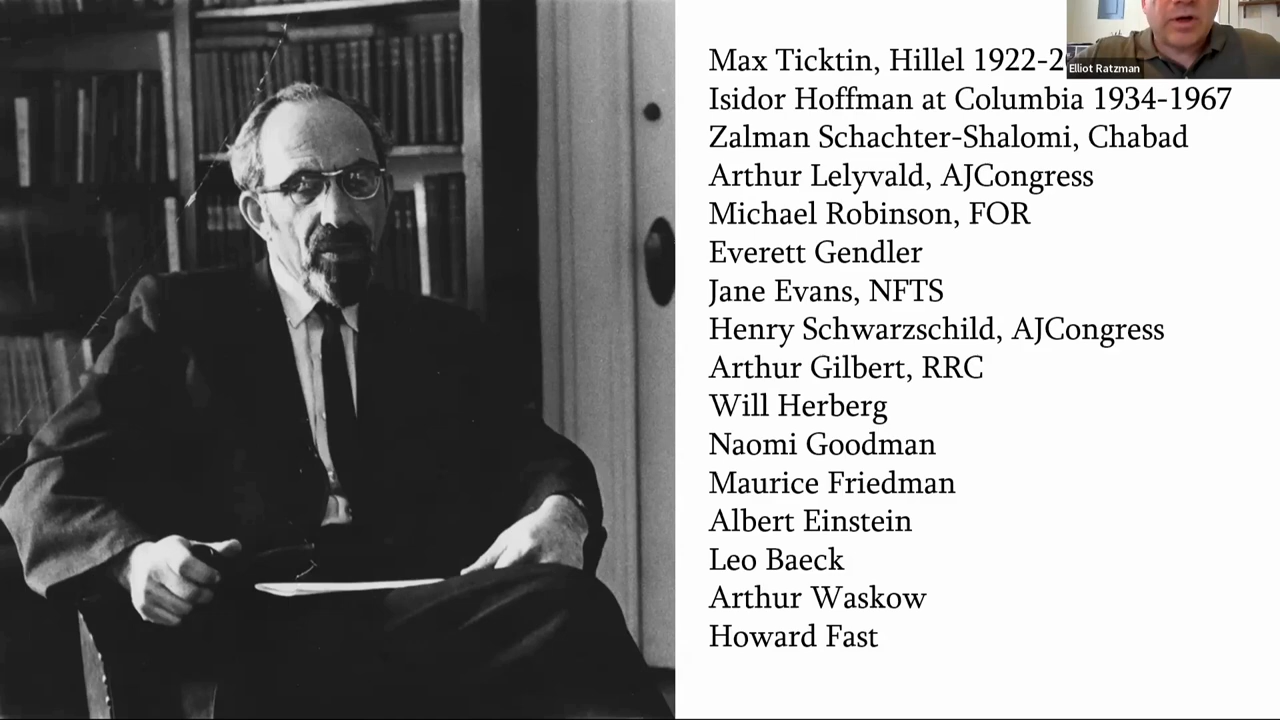 Max Ticktin, Hillel 1922-2
Isidor Hoffman at Columbia 1934-1967
Zalman Schachter-Shalomi, Chabad
Arthur Lelyvald, AJCongress
Michael Robinson, FOR
Everett Gendler
Jane Evans, NFTS
Henry Schwarzschild, AJCongress
Arthur Gilbert, RRC
Will Herberg
Naomi Goodman
Maurice Friedman
Albert Einstein
Leo Baeck
Arthur Waskow
Howard Fast
Elliot Ratzman